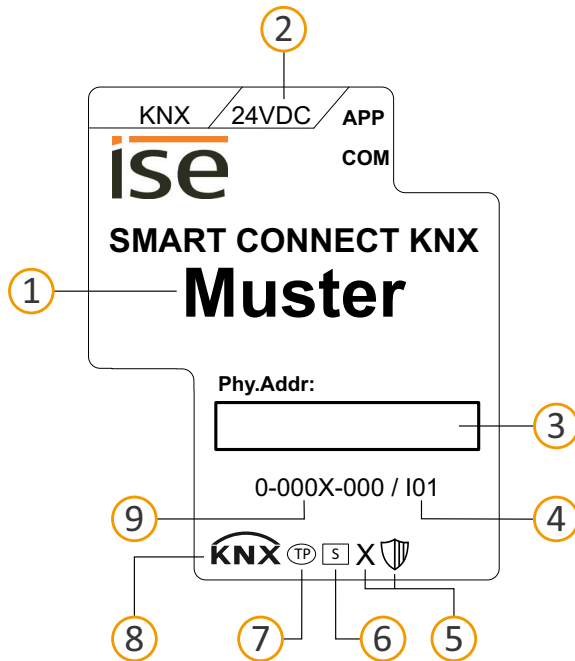 2
KNX 24VDC APP
COM
ise
SMART CONNECT KNX
1 Muster
Phy.Addr:
3
0-000X-000 / I01
9 4
KNX TP S X
8 7 6 5